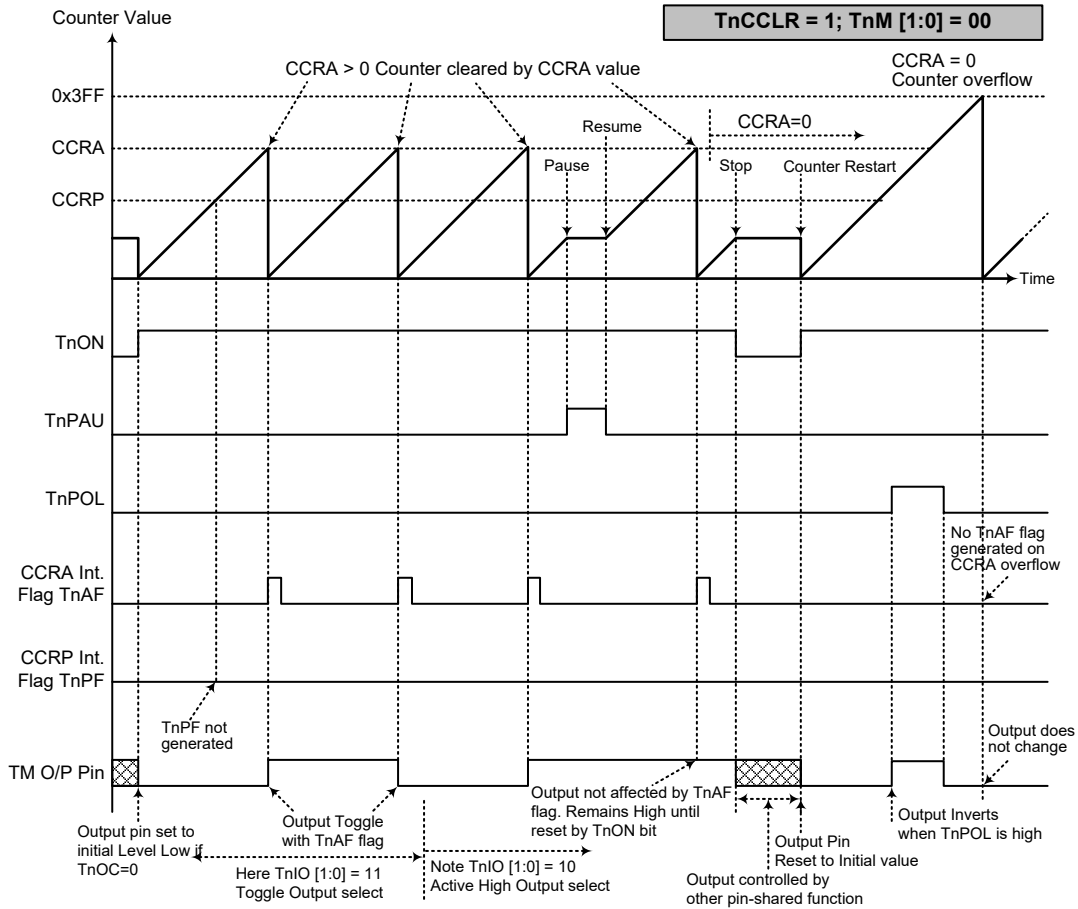 Counter Value
TnCCLR = 1; TnM [1:0] = 00
CCRA > 0 Counter cleared by CCRA value
CCRA = 0
Counter overflow
0x3FF
Resume
CCRA=0
CCRA
Pause
Stop
Counter Restart
CCRP
Time
TnON
TnPAU
TnPOL
No TnAF flag
generated on
CCRA overflow
CCRA Int.
Flag TnAF
CCRP Int.
Flag TnPF
TnPF not
generated
Output does
not change
TM O/P Pin
Output not affected by TnAF
flag. Remains High until
reset by TnON bit
Output Toggle
with TnAF flag
Output pin set to
initial Level Low if
TnOC=0
Output Inverts
when TnPOL is high
Output Pin
Reset to Initial value
Here TnIO [1:0] = 11
Toggle Output select
Note TnIO [1:0] = 10
Active High Output select
Output controlled by
other pin-shared function